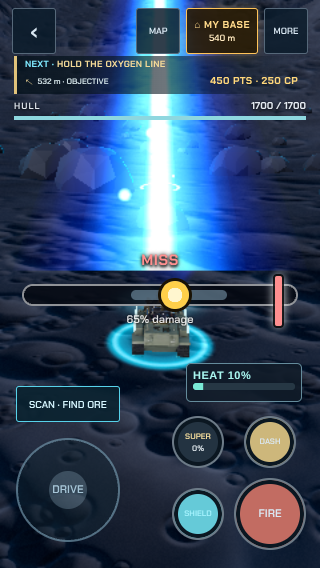 ‹
MAP
⌂ MY BASE
540 m
MORE
NEXT · HOLD THE OXYGEN LINE
↖ 532 m · OBJECTIVE
450 PTS · 250 CP
HULL
1700 / 1700
MISS
65% damage
HEAT 10%
SCAN · FIND ORE
SUPER
0%
DASH
DRIVE
SHIELD
FIRE